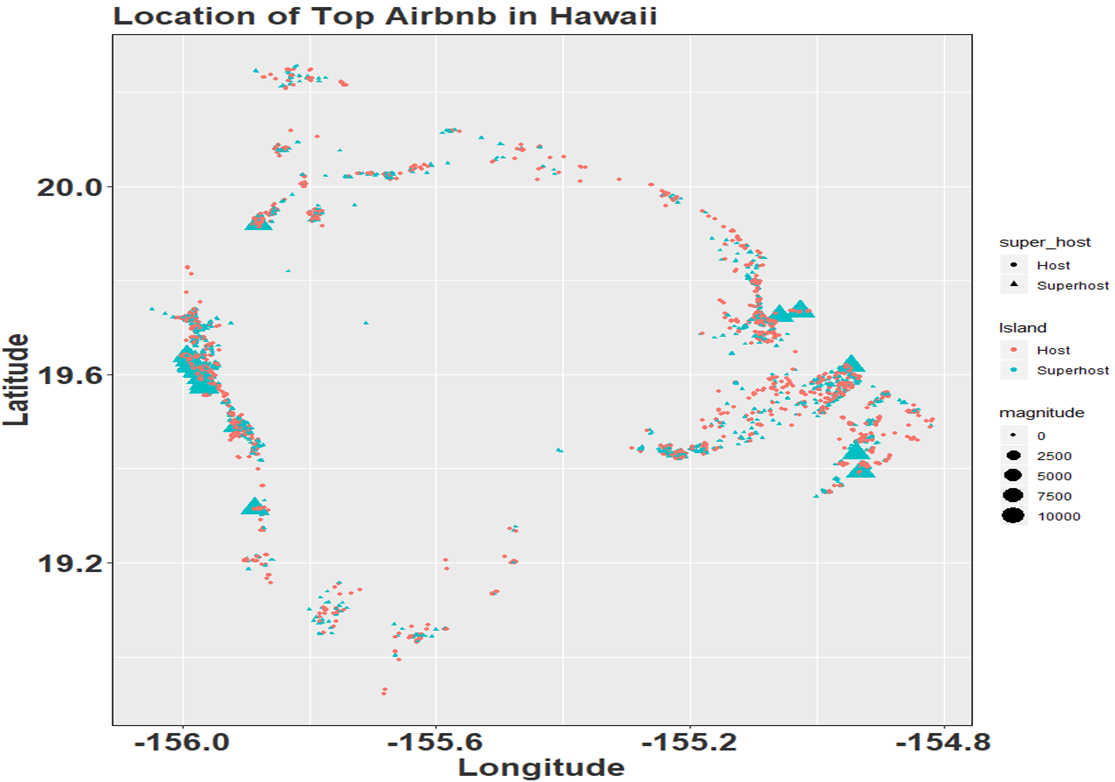 Location of Top Airbnb in Hawaii
Latitude
20.0
19.6
19.2
-156.0 -155.6 -155.2 -154.8
Longitude
super_host
Host
Superhost
Island
Host
Superhost
magnitude
0
2500
5000
7500
10000